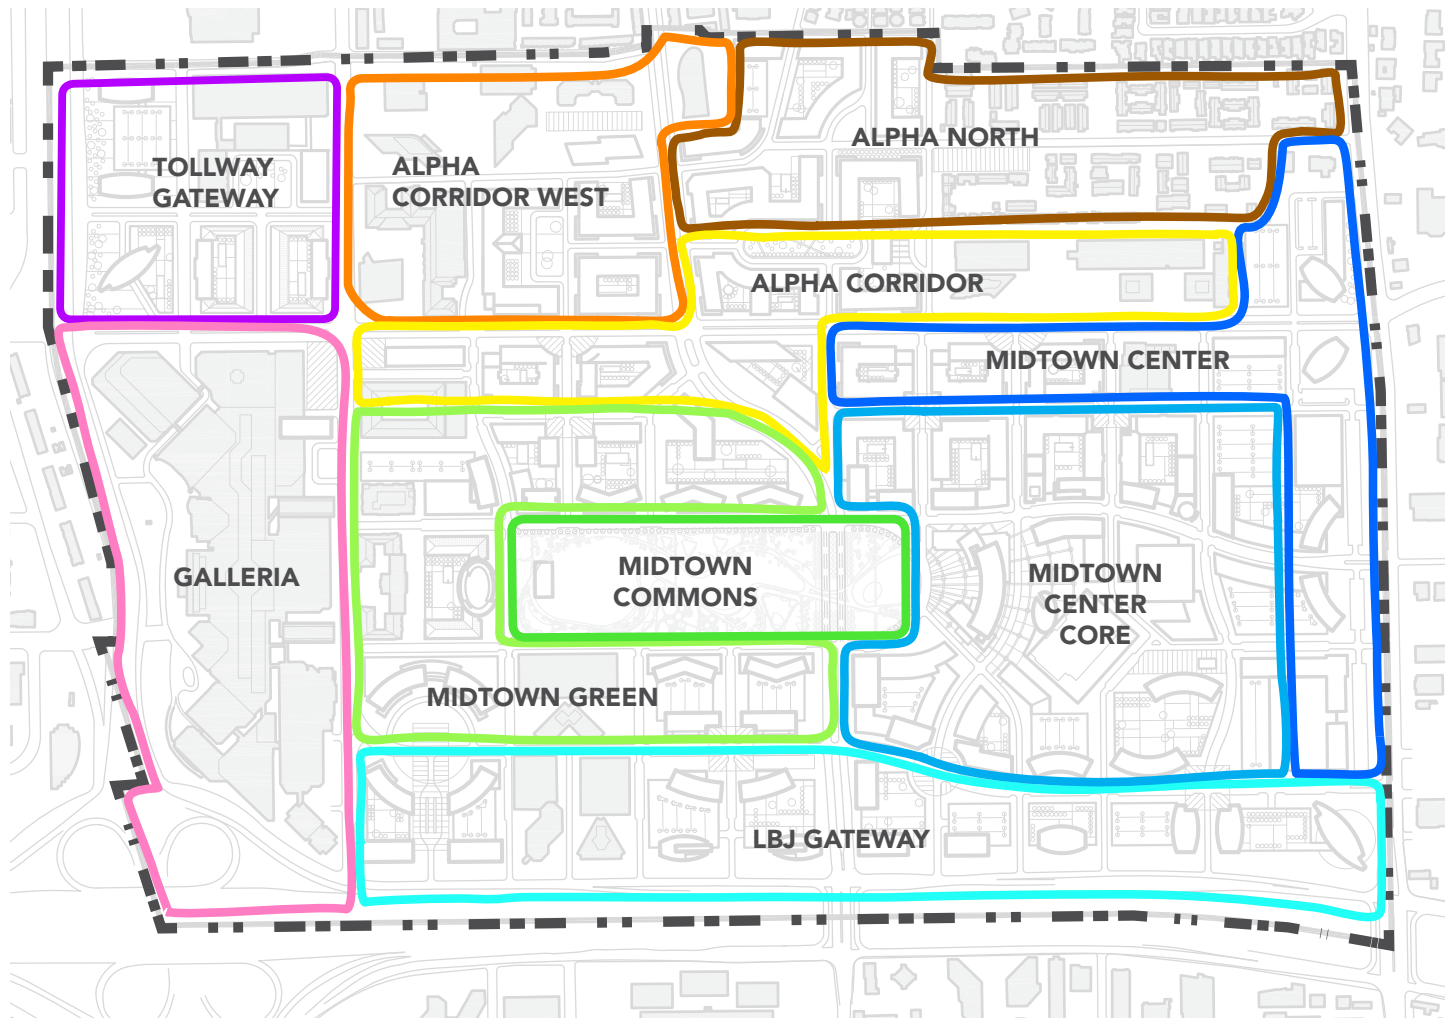 TOLLWAY
GATEWAY
ALPHA
CORRIDOR WEST
ALPHA NORTH
ALPHA CORRIDOR
MIDTOWN CENTER
GALLERIA
MIDTOWN
COMMONS
MIDTOWN
CENTER
CORE
MIDTOWN GREEN
LBJ GATEWAY